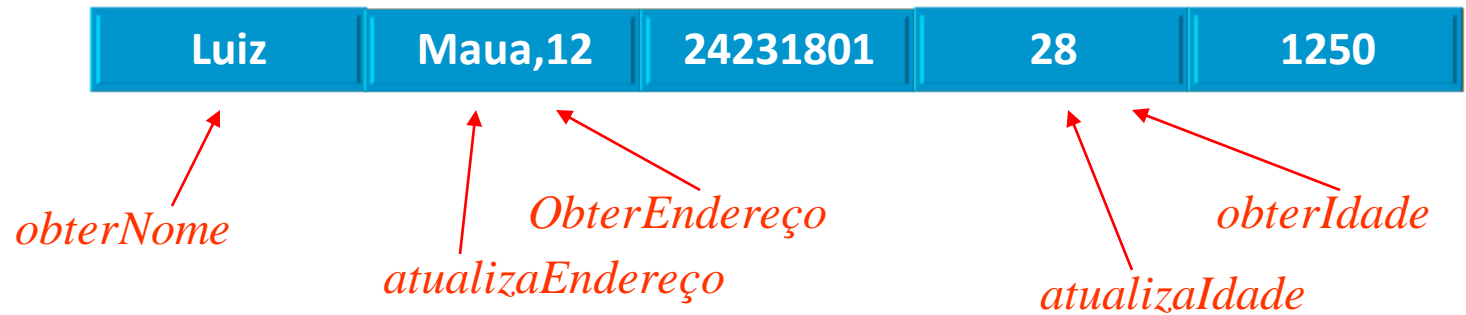 Luiz Maua,12 24231801 28 1250
obterNome ObterEndereço obterIdade
atualizaEndereço atualizaIdade